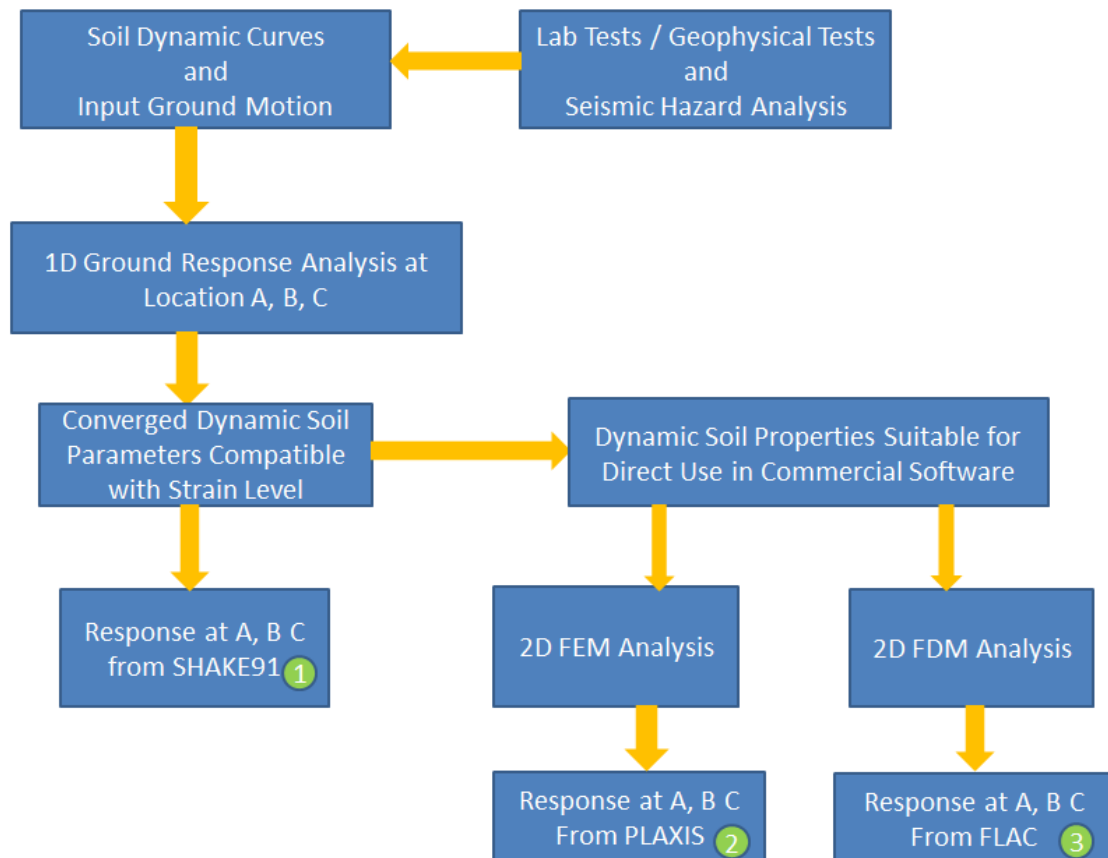 Soil Dynamic Curves
and
Input Ground Motion
Lab Tests / Geophysical Tests
and
Seismic Hazard Analysis
1D Ground Response Analysis at
Location A, B, C
Converged Dynamic Soil
Parameters Compatible
with Strain Level
Dynamic Soil Properties Suitable for
Direct Use in Commercial Software
Response at A, B C
from SHAKE91 1
2D FEM Analysis
2D FDM Analysis
Response at A, B C
From PLAXIS 2
Response at A, B C
From FLAC 3